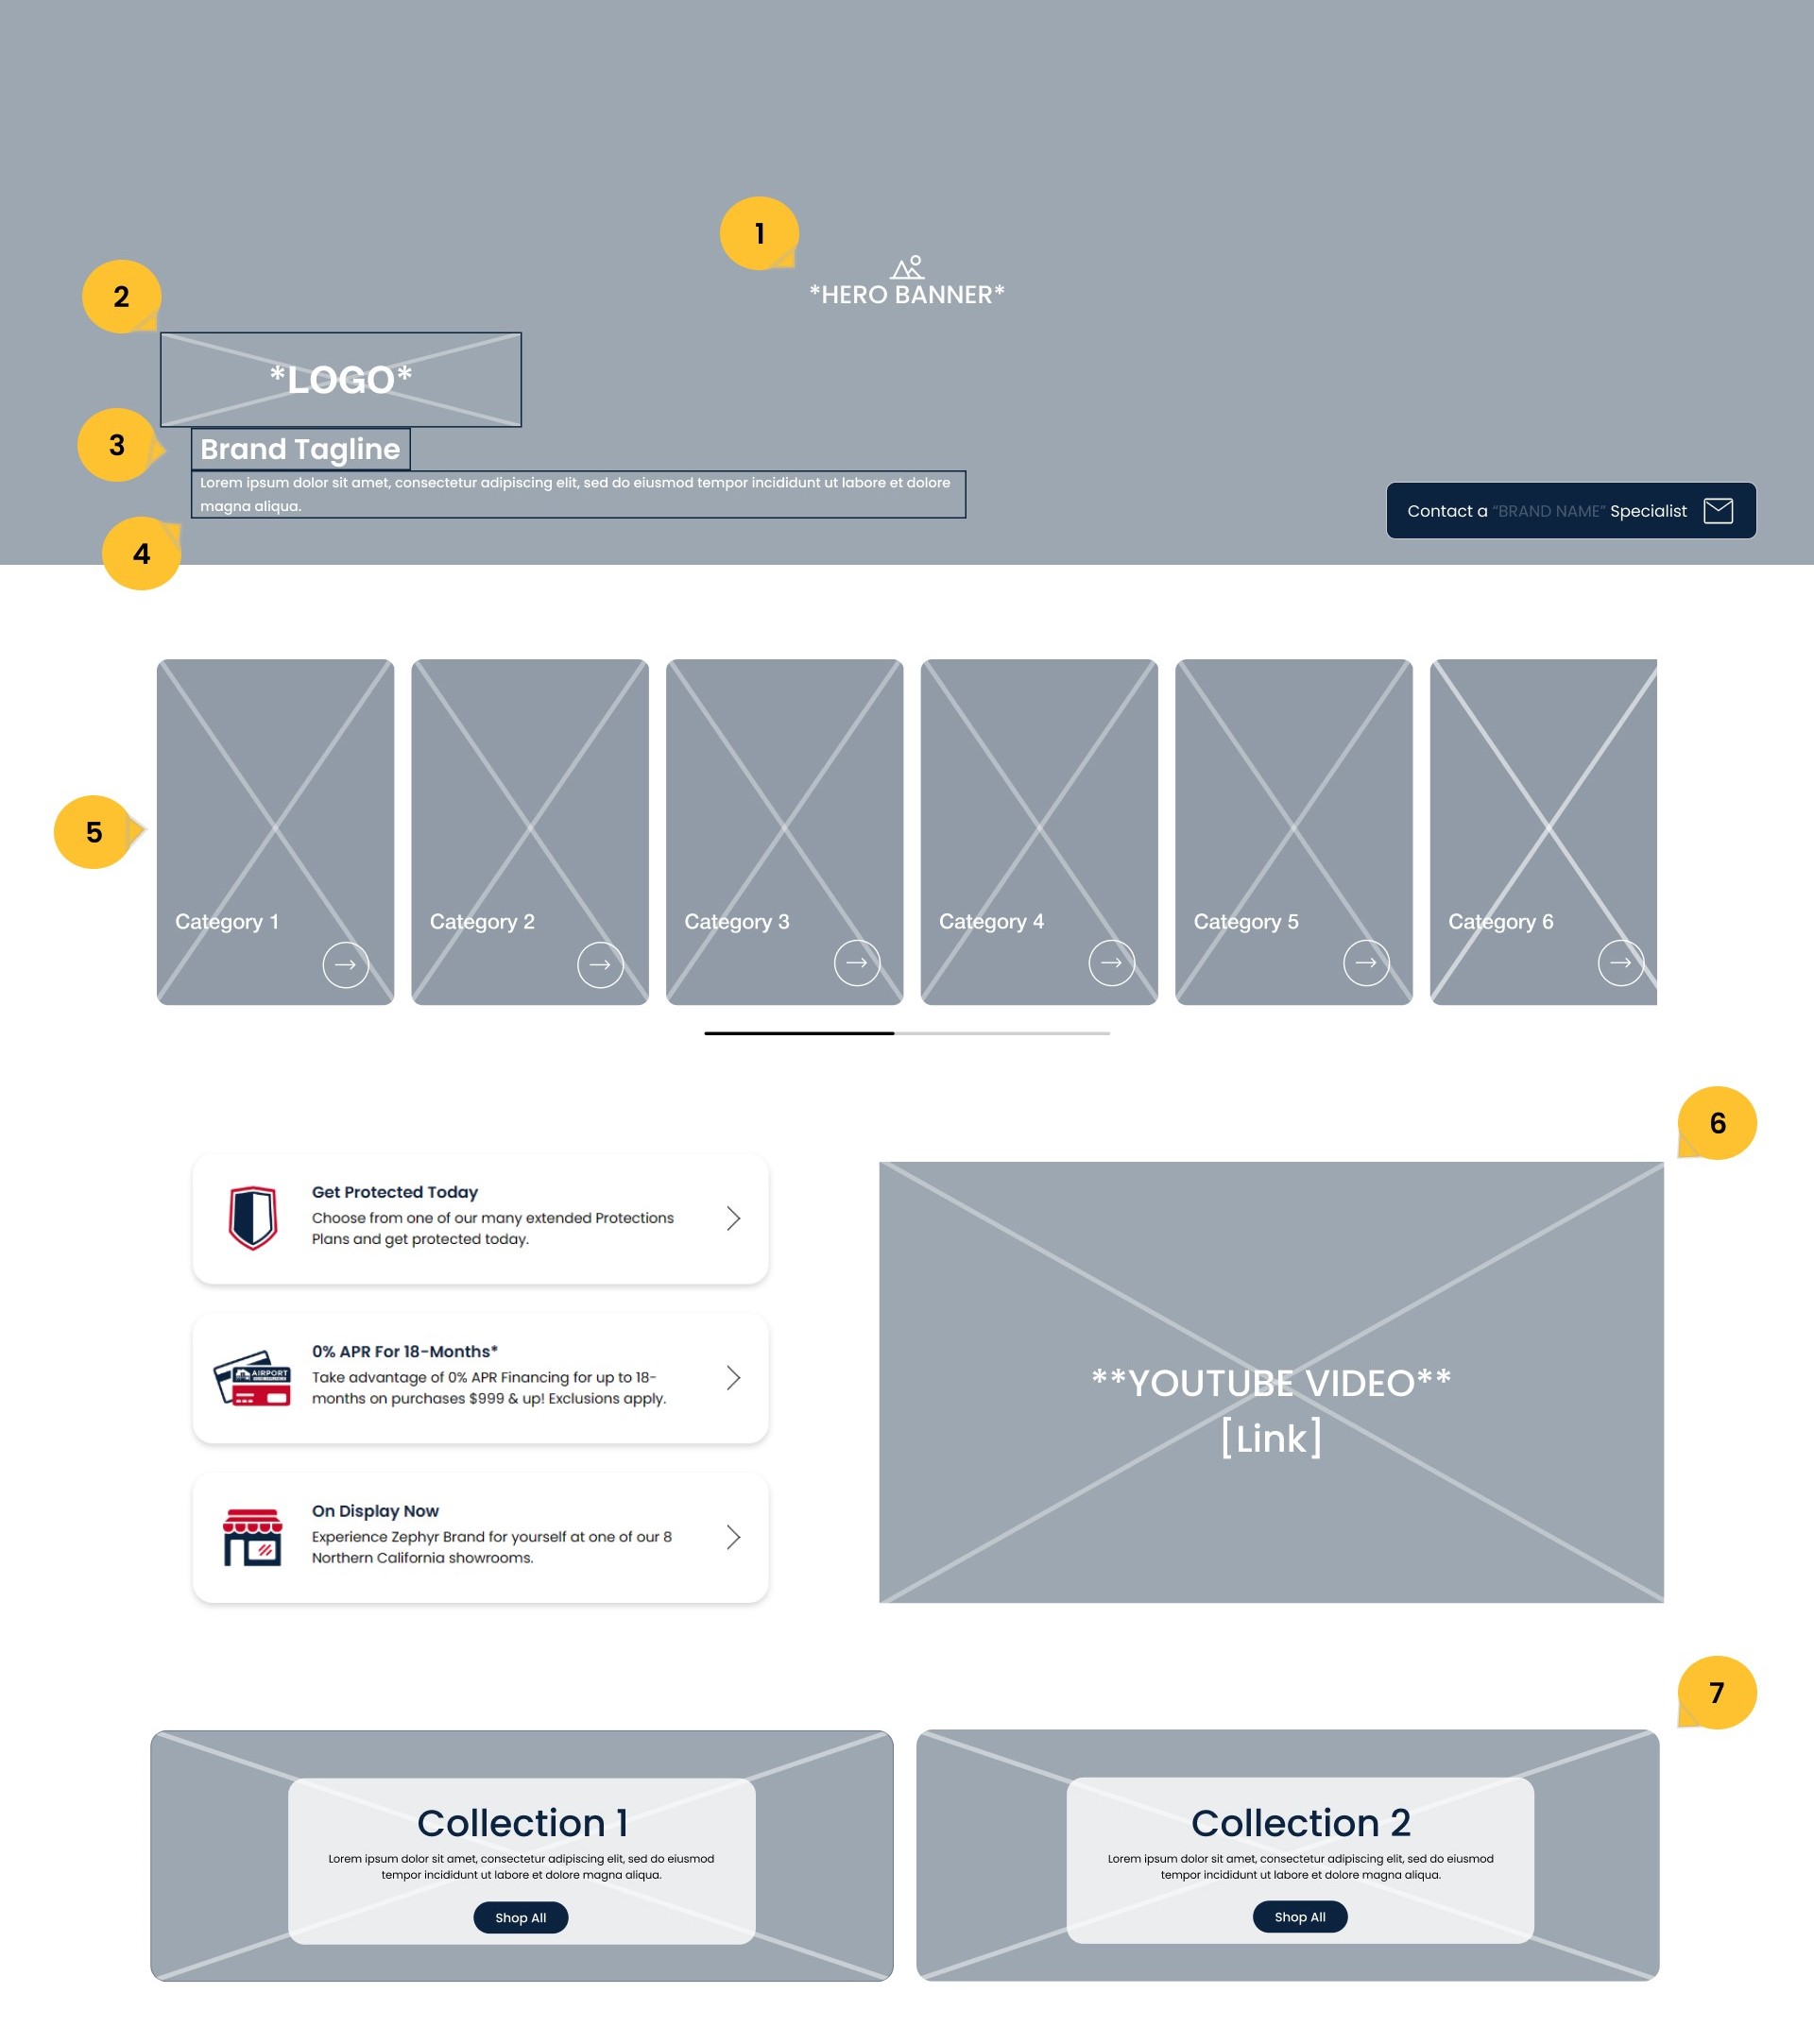 1
*HERO BANNER*
2
*LOGO*
3
Brand Tagline
Lorem ipsum dolor sit amet, consectetur adipiscing elit, sed do eiusmod tempor incididunt ut labore et dolore
magna aliqua.
4
Contact a “BRAND NAME” Specialist
5
Category 1
Category 2
Category 3
Category 4
Category 5
Category 6
6
Get Protected Today
Choose from one of our many extended Protections
Plans and get protected today.
0% APR For 18-Months*
AIRPORT
Take advantage of 0% APR Financing for up to 18-
months on purchases $999 & up! Exclusions apply.
On Display Now
Experience Zephyr Brand for yourself at one of our 8
Northern California showrooms.
**YOUTUBE VIDEO**
[Link]
7
Collection 1
Lorem ipsum dolor sit amet, consectetur adipiscing elit, sed do eiusmod
tempor incididunt ut labore et dolore magna aliqua.
Shop All
Collection 2
Lorem ipsum dolor sit amet, consectetur adipiscing elit, sed do eiusmod
tempor incididunt ut labore et dolore magna aliqua.
Shop All